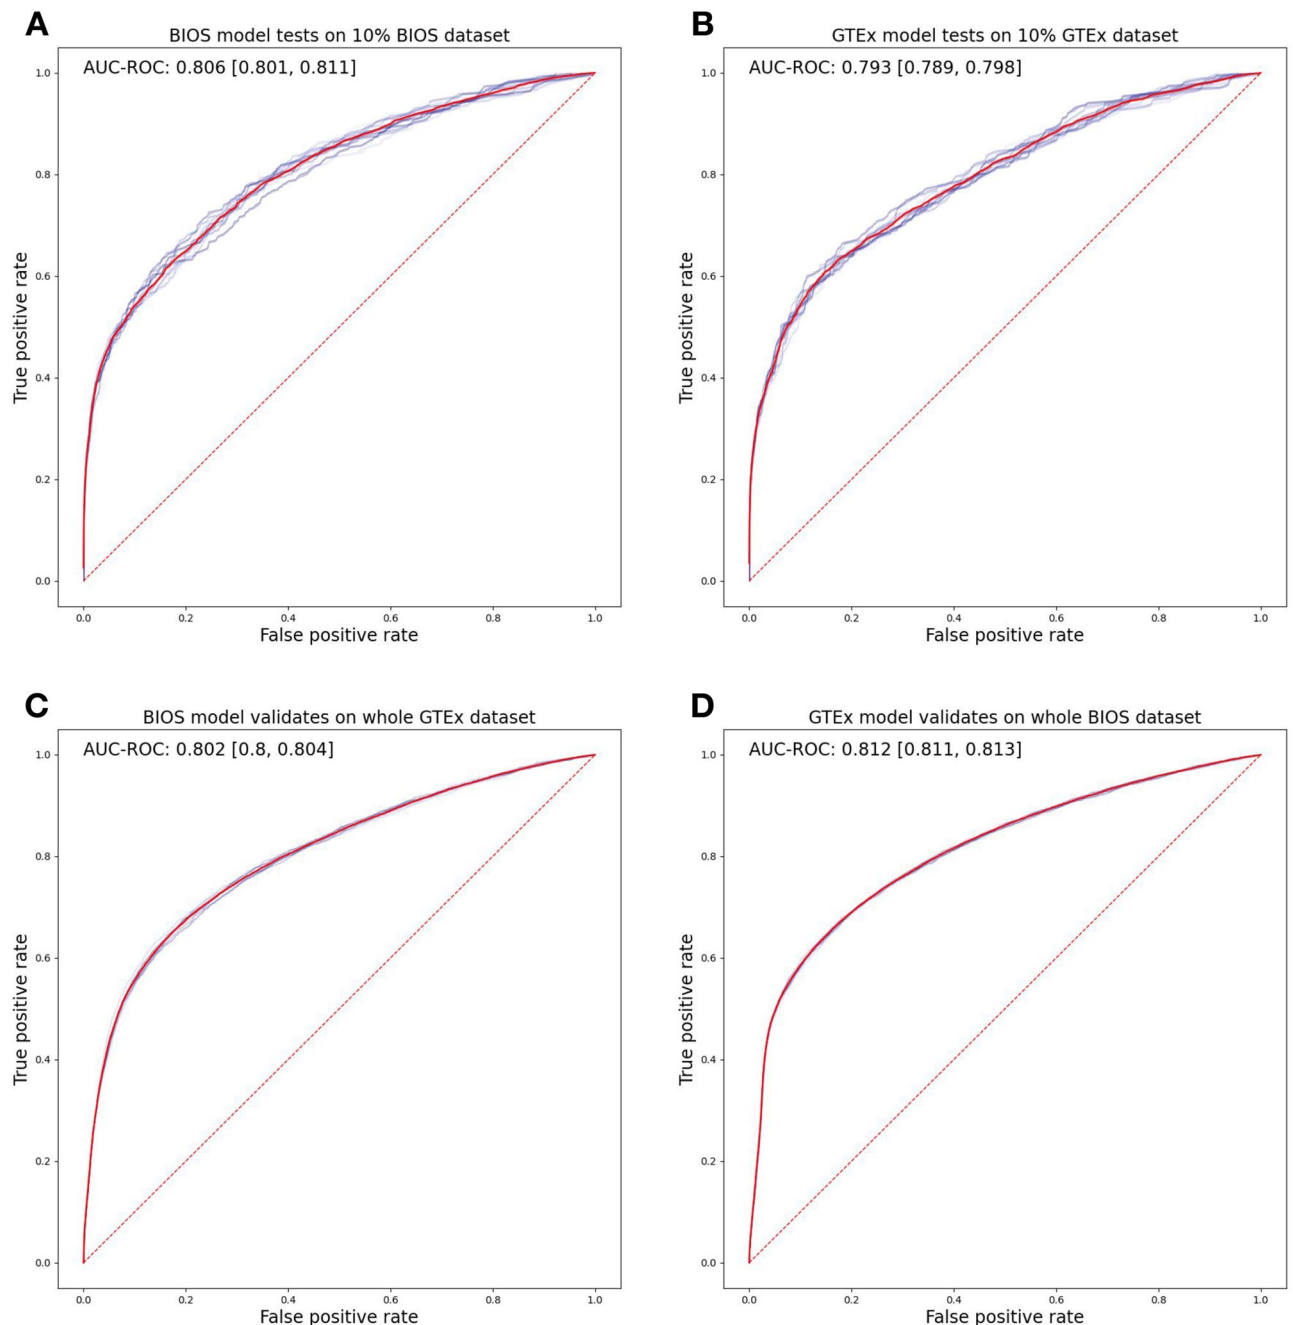 A
BIOS model tests on 10% BIOS dataset
AUC-ROC: 0.806 [0.801, 0.811]
1.0
0.8
0.6
0.4
0.2
0.0
True positive rate
0.0 0.2 0.4 0.6 0.8 1.0
False positive rate
B
GTEx model tests on 10% GTEx dataset
AUC-ROC: 0.793 [0.789, 0.798]
1.0
0.8
0.6
0.4
0.2
0.0
True positive rate
0.0 0.2 0.4 0.6 0.8 1.0
False positive rate
C
BIOS model validates on whole GTEx dataset
AUC-ROC: 0.802 [0.8, 0.804]
1.0
0.8
0.6
0.4
0.2
0.0
True positive rate
0.0 0.2 0.4 0.6 0.8 1.0
False positive rate
D
GTEx model validates on whole BIOS dataset
AUC-ROC: 0.812 [0.811, 0.813]
1.0
0.8
0.6
0.4
0.2
0.0
True positive rate
0.0 0.2 0.4 0.6 0.8 1.0
False positive rate